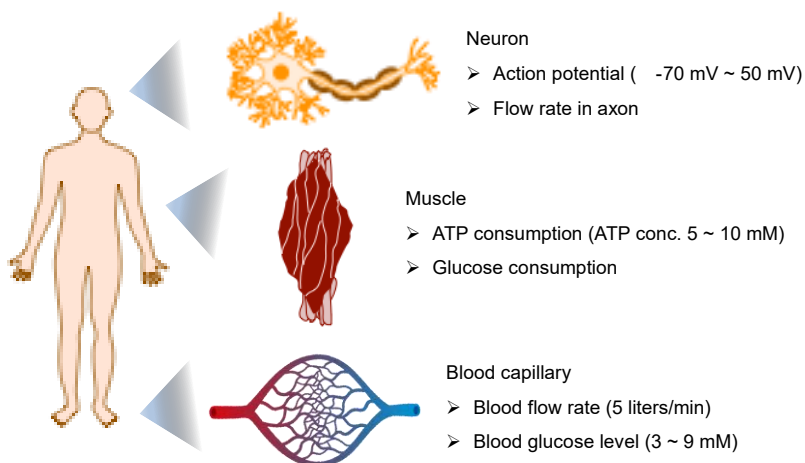 Neuron
➢ Action potential ( -70 mV ~ 50 mV)
➢ Flow rate in axon
Muscle
➢ ATP consumption (ATP conc. 5 ~ 10 mM)
➢ Glucose consumption
Blood capillary
➢ Blood flow rate (5 liters/min)
➢ Blood glucose level (3 ~ 9 mM)